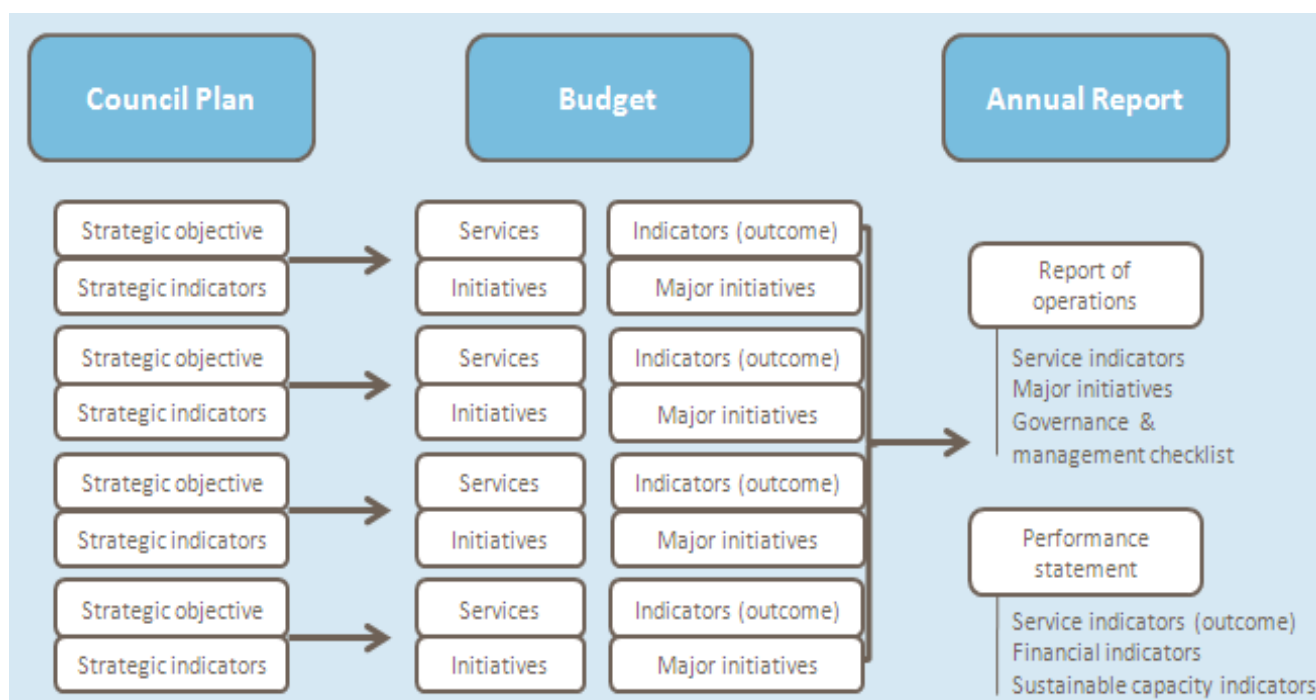 Council Plan
Budget
Annual Report
Strategic objective
Strategic indicators
Services
Initiatives
Indicators (outcome)
Major initiatives
Strategic objective
Strategic indicators
Services
Initiatives
Indicators (outcome)
Major initiatives
Strategic objective
Strategic indicators
Services
Initiatives
Indicators (outcome)
Major initiatives
Strategic objective
Strategic indicators
Services
Initiatives
Indicators (outcome)
Major initiatives
Report of
operations
Service indicators
Major initiatives
Governance &
management checklist
Performance
statement
Service indicators (outcome)
Financial indicators
Sustainable capacity indicators